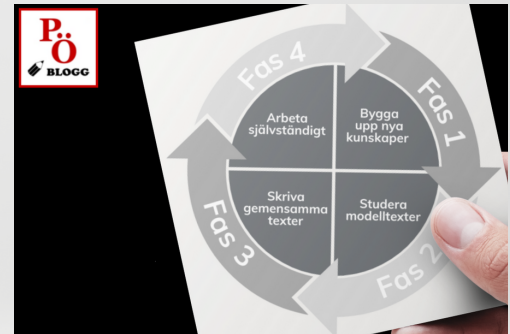 PÖ
BLOGG
Fas 4
Fas 1
Arbeta
självständigt
Bygga
upp nya
kunskaper
Skriva
gemensamma
texter
Studera
modelltexter
Fas 3
Fas 2